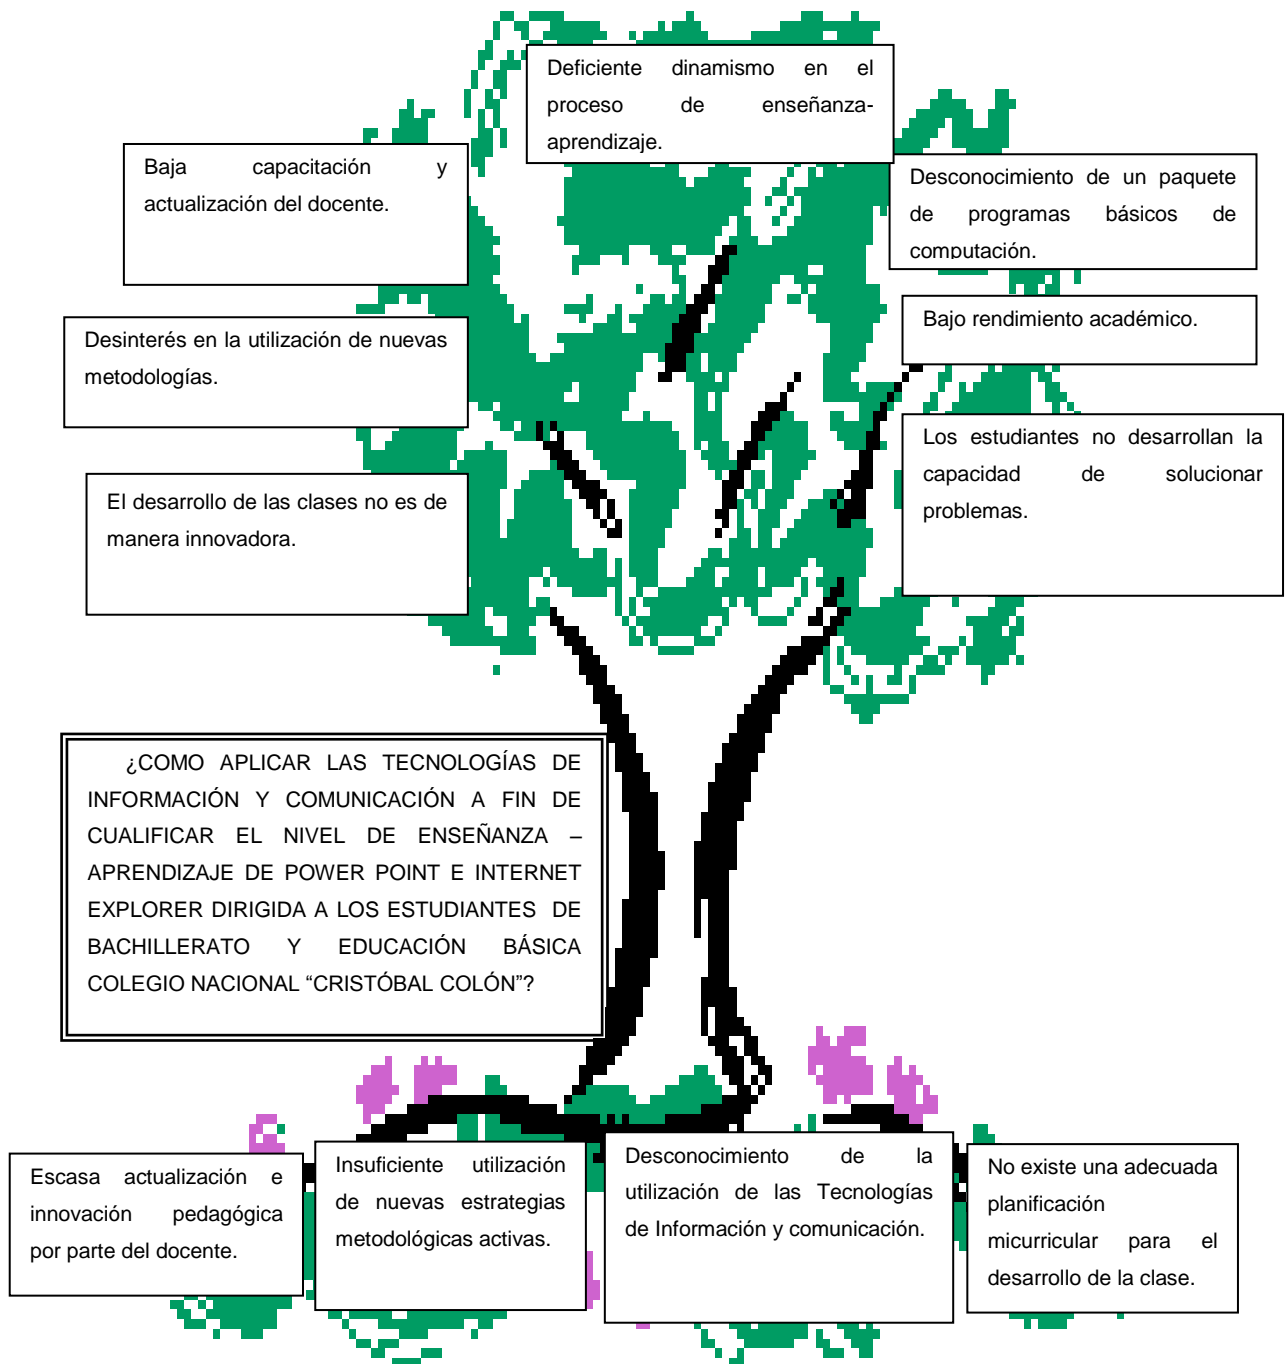 Deficiente dinamismo en el
proceso de enseñanza-
aprendizaje.
Baja capacitación y
actualización del docente.
Desconocimiento de un paquete
de programas básicos de
computación.
Desinterés en la utilización de nuevas
metodologías.
Bajo rendimiento académico.
El desarrollo de las clases no es de
manera innovadora.
Los estudiantes no desarrollan la
capacidad de solucionar
problemas.
¿COMO APLICAR LAS TECNOLOGÍAS DE
INFORMACIÓN Y COMUNICACIÓN A FIN DE
CUALIFICAR EL NIVEL DE ENSEÑANZA –
APRENDIZAJE DE POWER POINT E INTERNET
EXPLORER DIRIGIDA A LOS ESTUDIANTES DE
BACHILLERATO Y EDUCACIÓN BÁSICA
COLEGIO NACIONAL “CRISTÓBAL COLÓN”?
Escasa actualización e
innovación pedagógica
por parte del docente.
Insuficiente utilización
de nuevas estrategias
metodológicas activas.
Desconocimiento de la
utilización de las Tecnologías
de Información y comunicación.
No existe una adecuada
planificación
micurricular para el
desarrollo de la clase.